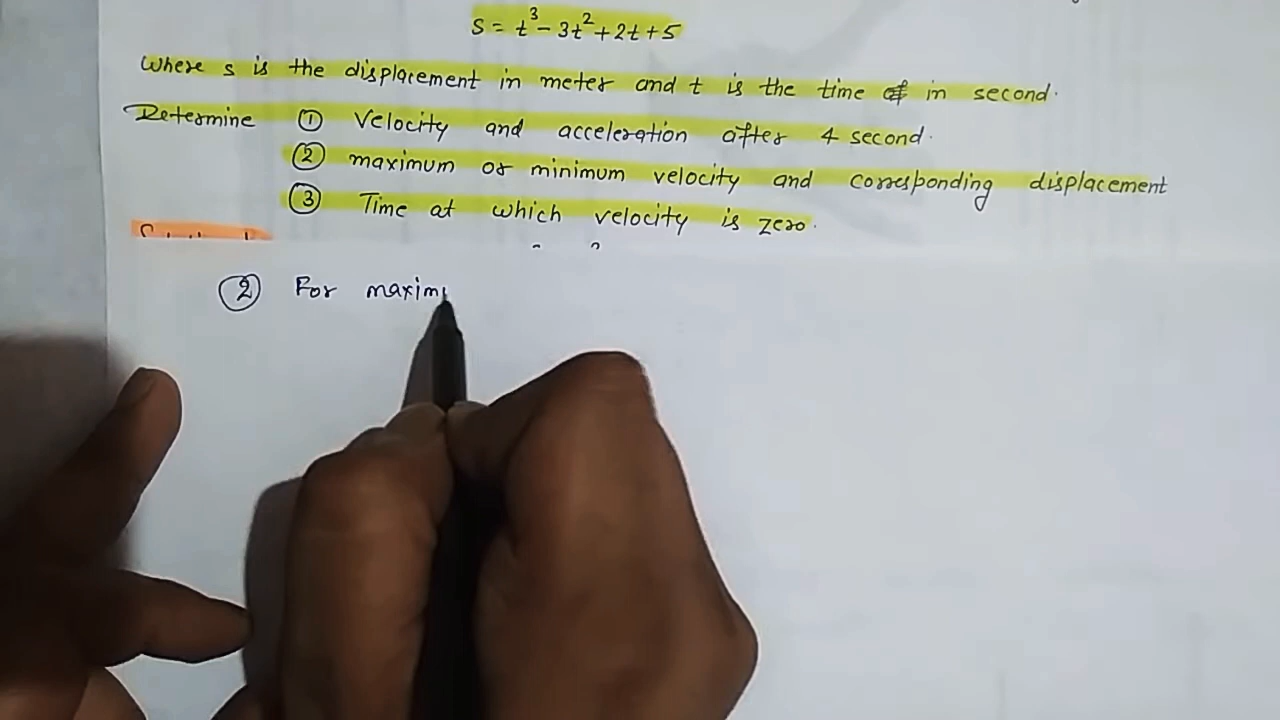 s = t³ - 3t² + 2t + 5
Where s is the displacement in meter and t is the time in second.
Determine ① Velocity and acceleration after 4 second.
② maximum or minimum velocity and corresponding displacement
③ Time at which velocity is zero.
② For maxim